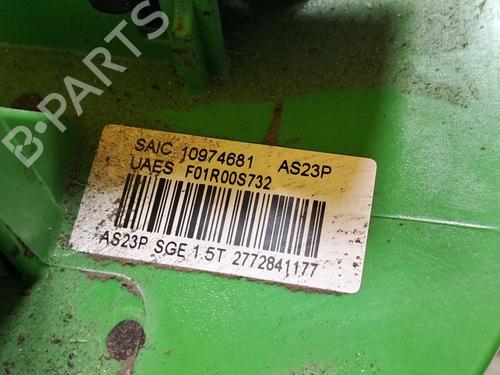 B-PARTS
SAIC 10974681 AS23P
UAES F01R00S732
AS23P SGE 1.5T 2772841177